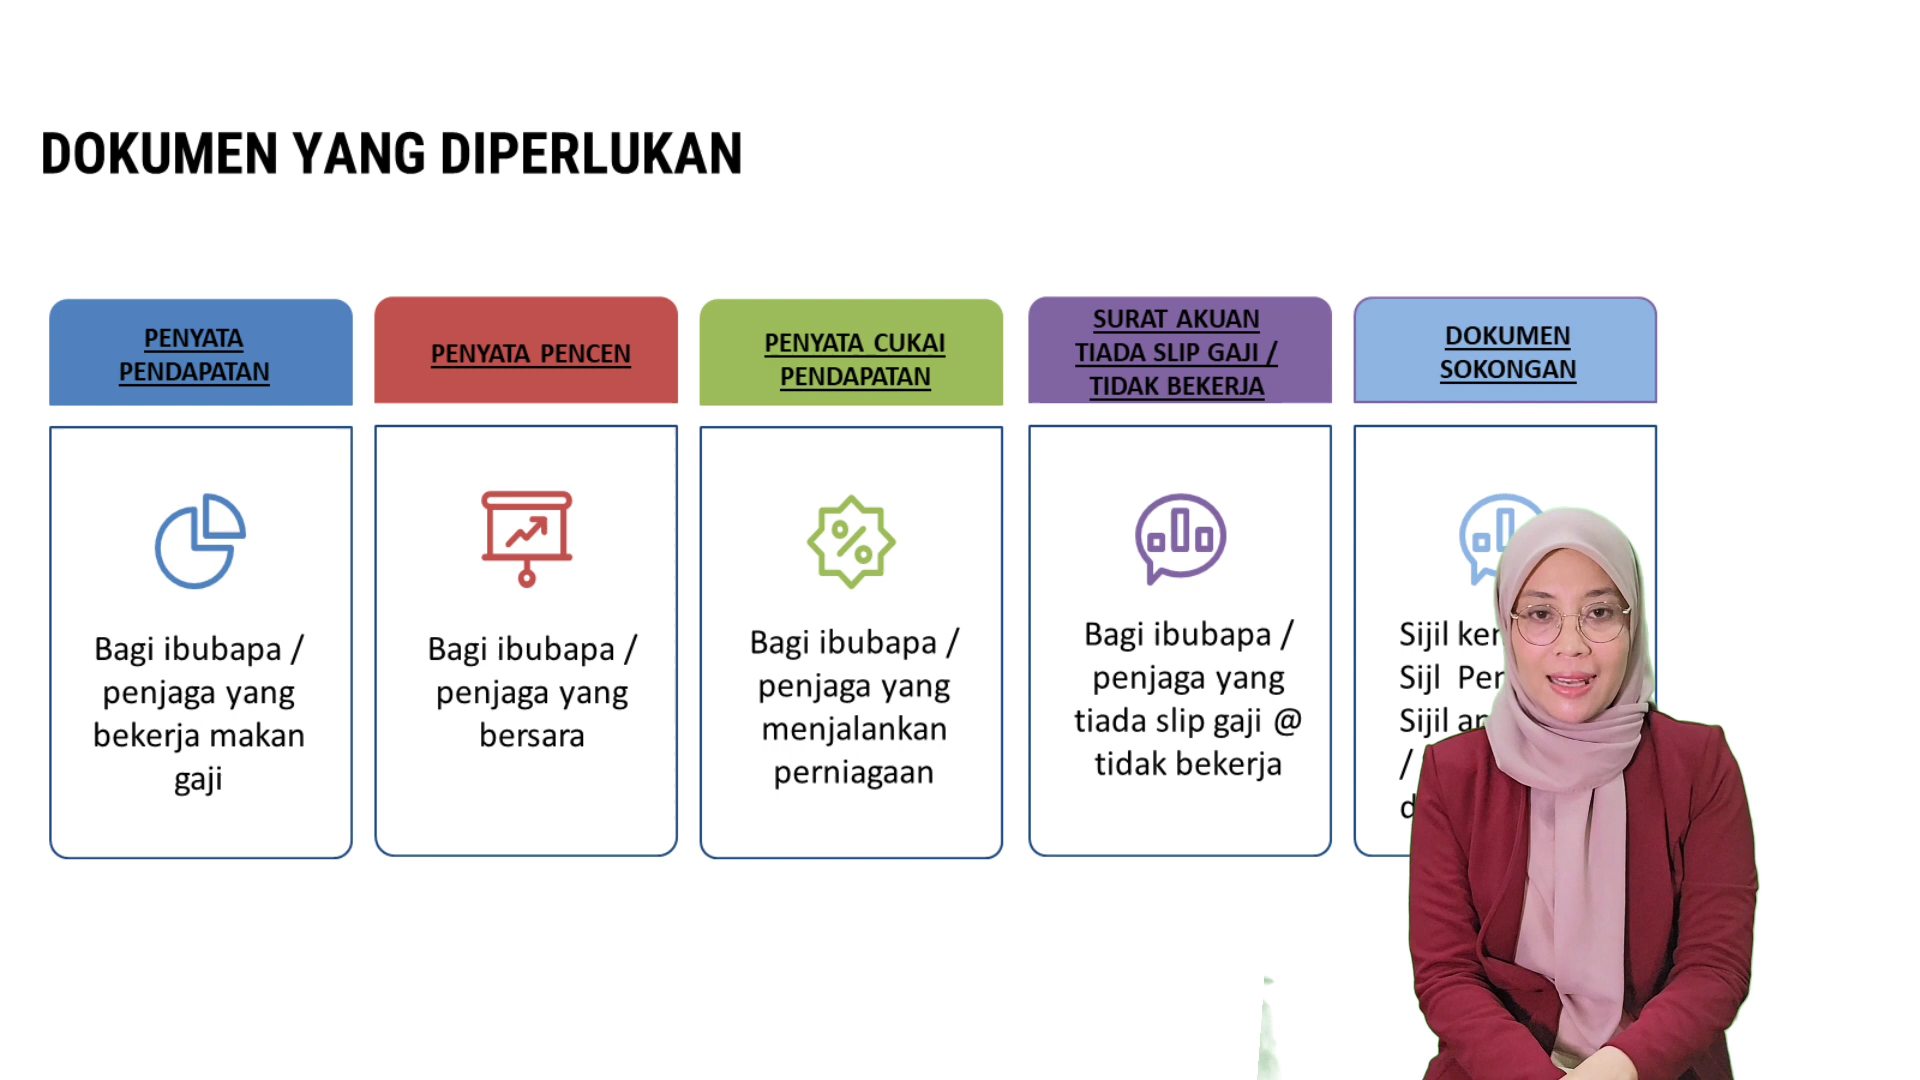 DOKUMEN YANG DIPERLUKAN
PENYATA
PENDAPATAN
Bagi ibubapa /
penjaga yang
bekerja makan
gaji
PENYATA PENCEN
Bagi ibubapa /
penjaga yang
bersara
PENYATA CUKAI
PENDAPATAN
Bagi ibubapa /
penjaga yang
menjalankan
perniagaan
SURAT AKUAN
TIADA SLIP GAJI /
TIDAK BEKERJA
Bagi ibubapa /
penjaga yang
tiada slip gaji @
tidak bekerja
DOKUMEN
SOKONGAN
Sijil
Sijl
Sijil
/